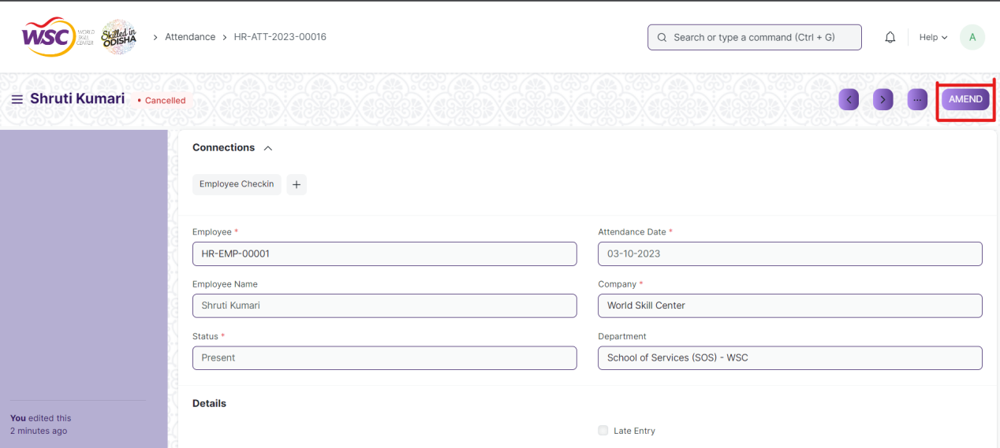 WSC WORLD SKILL CENTER
Skilled in ODISHA
Attendance
HR-ATT-2023-00016
Search or type a command (Ctrl + G)
Help
A
Shruti Kumari
Cancelled
...
AMEND
Connections
Employee Checkin
+
Employee *
Attendance Date *
HR-EMP-00001
03-10-2023
Employee Name
Company *
Shruti Kumari
World Skill Center
Status *
Department
Present
School of Services (SOS) - WSC
Details
Late Entry
You edited this
2 minutes ago